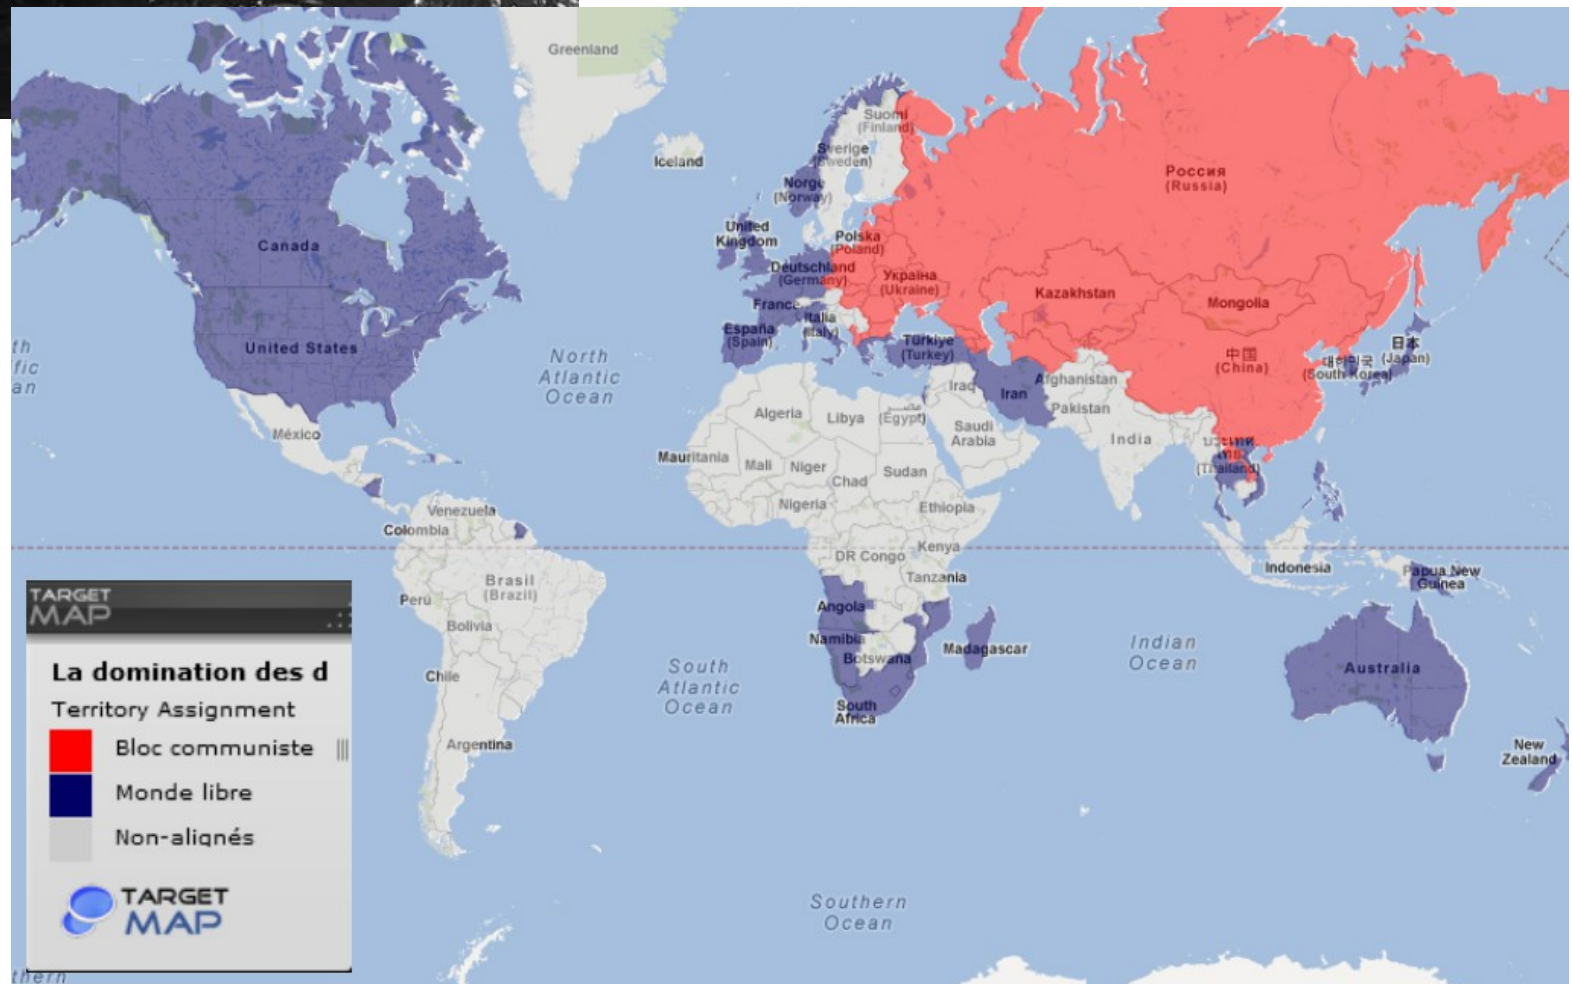 Greenland
Suomi
(Finland)
Iceland
Sverige
(Sweden)
Norge
(Norway)
Россия
(Russia)
Canada
United
Kingdom
Polska
(Poland)
Deutschland
(Germany)
Україна
(Ukraine)
Kazakhstan
Mongolia
France
Italia
(Italy)
España
(Spain)
Türkiye
(Turkey)
United States
中国
(China)
日本
(Japan)
(South Korea)
North
Atlantic
Ocean
Iraq
Iran
Afghanistan
Pakistan
Algeria
Libya
(Egypt)
Saudi
Arabia
India
México
Mauritania
Mali
Niger
Chad
Sudan
(Thailand)
Nigeria
Ethiopia
Venezuela
Colombia
DR Congo
Kenya
Tanzania
Indonesia
Papua New
Guinea
Brasil
(Brazil)
Perú
Bolivia
Angola
Namibia
Botswana
Madagascar
Indian
Ocean
Australia
South
Atlantic
Ocean
Chile
South
Africa
Argentina
New
Zealand
Southern
Ocean
TARGET
MAP
La domination des d
Territory Assignment
Bloc communiste
Monde libre
Non-alignés
TARGET
MAP